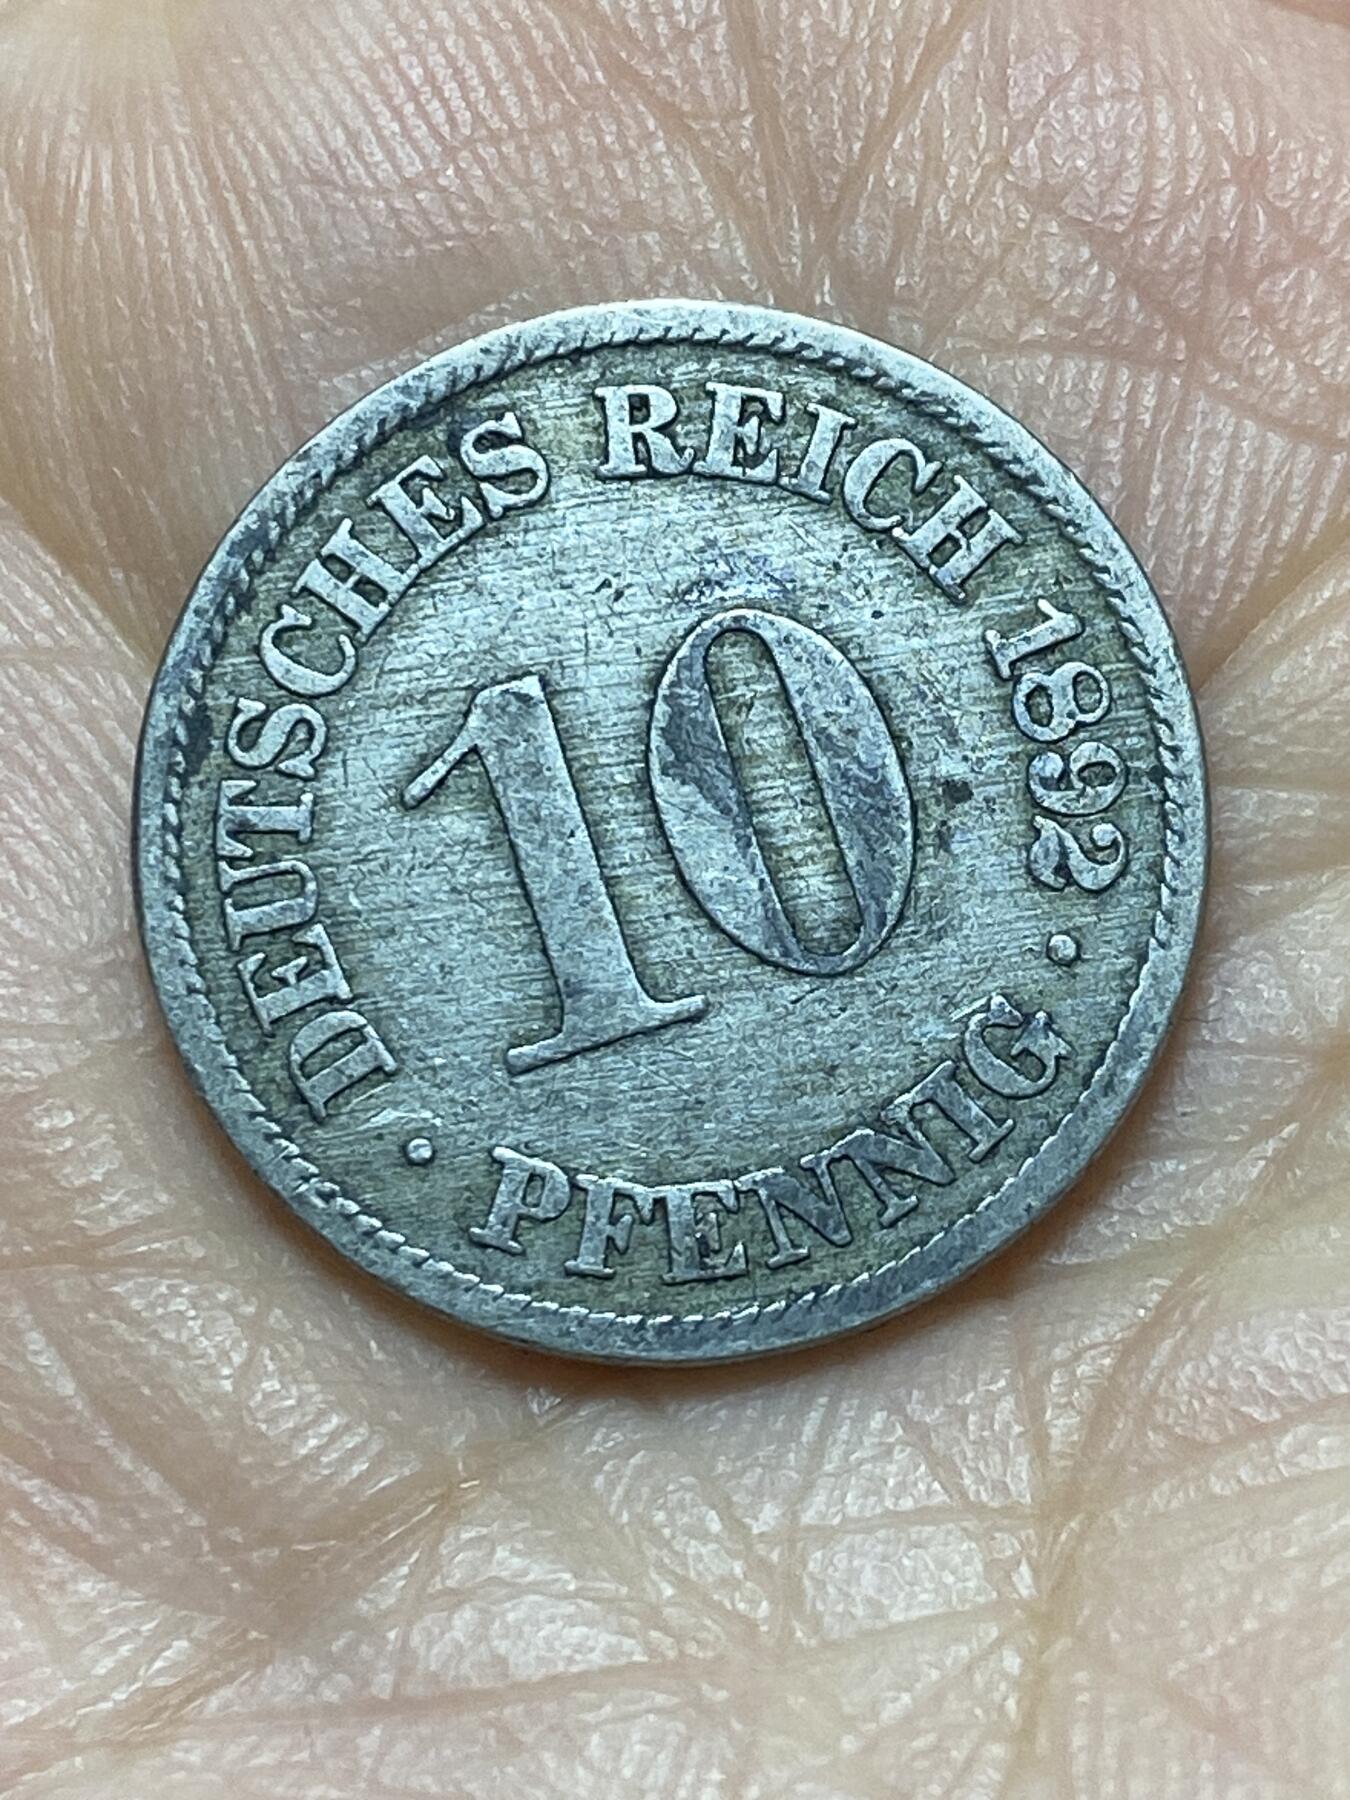 DEUTSCHES REICH 1892
10
· PFENNIG ·